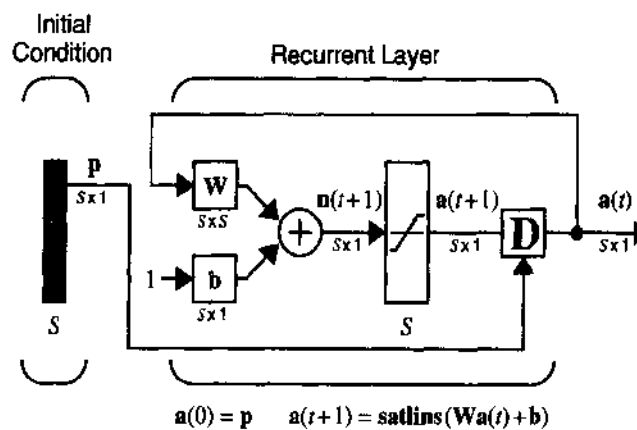 Initial
Condition
Recurrent Layer
p
S x 1
W
S x S
n(t+1)
a(t+1)
a(t)
S x 1
S x 1
D
S x 1
1
b
S x 1
S
S
a(0) = p a(t+1) = satlins(Wa(t)+b)